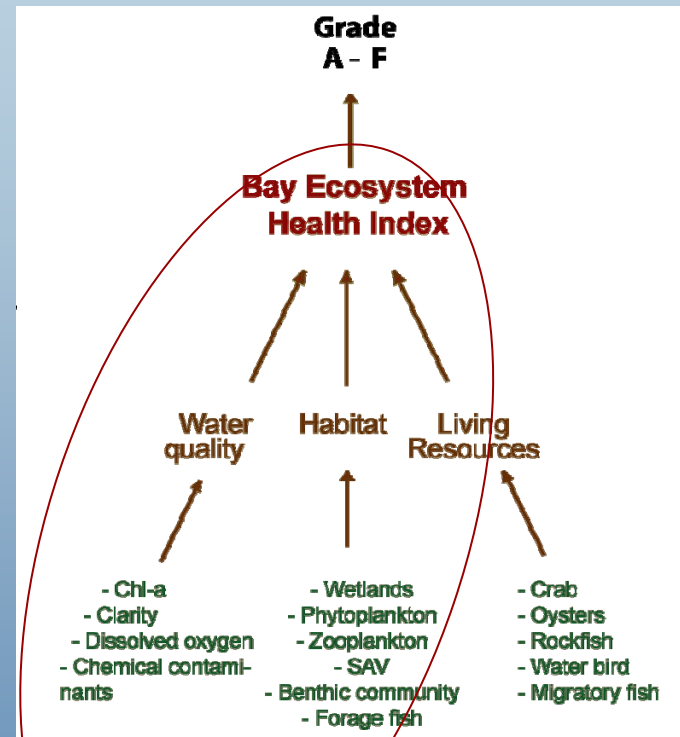 Grade
A - F
Bay Ecosystem
Health Index
Water
quality
Habitat
Living
Resources
- Chl-a
- Clarity
- Dissolved oxygen
- Chemical contami-
nants
- Wetlands
- Phytoplankton
- Zooplankton
- SAV
- Benthic community
- Forage fish
- Crab
- Oysters
- Rockfish
- Water bird
- Migratory fish